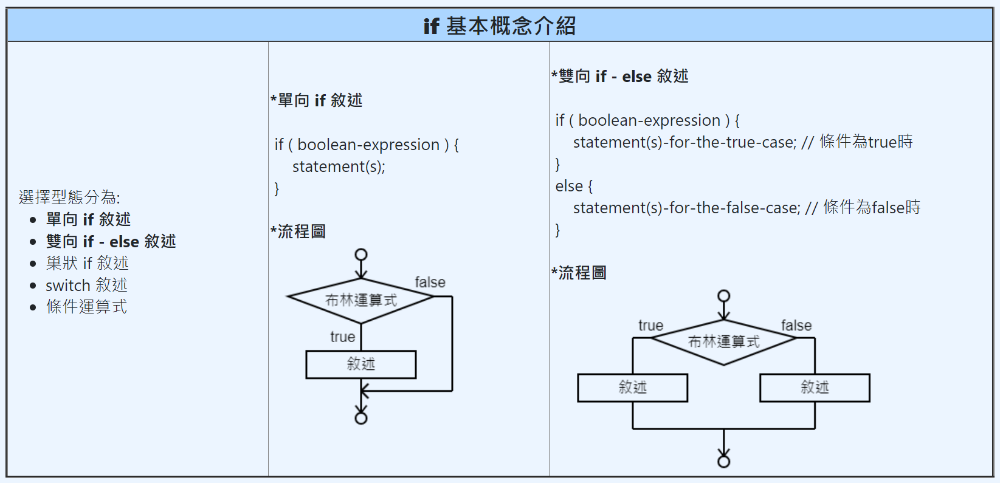 if 基本概念介紹
選擇型態分為:
單向 if 敘述
雙向 if - else 敘述
巢狀 if 敘述
switch 敘述
條件運算式
*單向 if 敘述
if ( boolean-expression ) {
statement(s);
}
*流程圖
false
布林運算式
true
敘述
*雙向 if - else 敘述
if ( boolean-expression ) {
statement(s)-for-the-true-case; // 條件為true時
}
else {
statement(s)-for-the-false-case; // 條件為false時
}
*流程圖
true
false
布林運算式
敘述
敘述